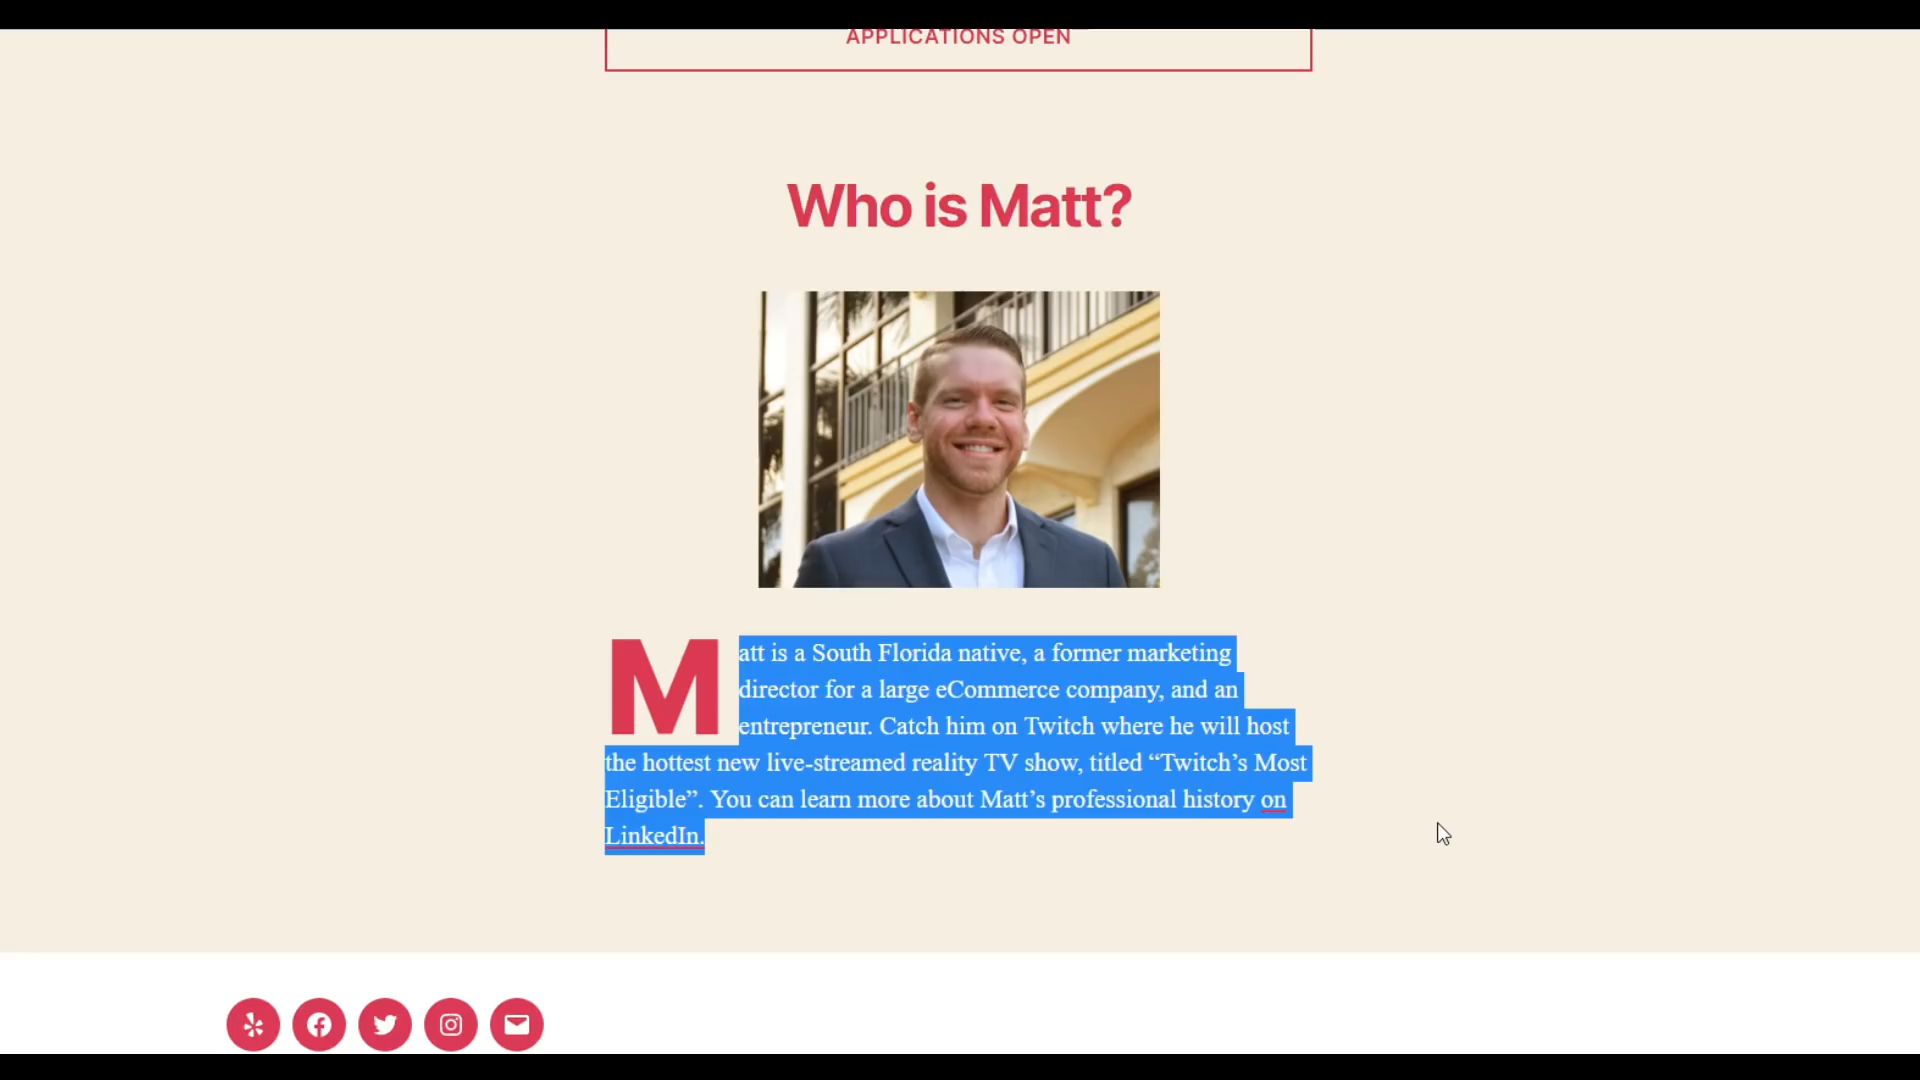 APPLICATIONS OPEN
Who is Matt?
Matt is a South Florida native, a former marketing
director for a large eCommerce company, and an
entrepreneur. Catch him on Twitch where he will host
the hottest new live-streamed reality TV show, titled “Twitch’s Most
Eligible”. You can learn more about Matt’s professional history on
LinkedIn.